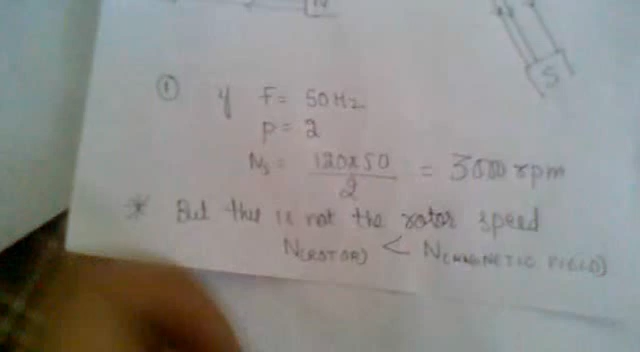 N
S
① if F = 50 Hz
P = 2
Ns = 120x50 / 2 = 3000 rpm
* But this is not the rotor speed
N(ROTOR) < N(MAGNETIC FIELD)